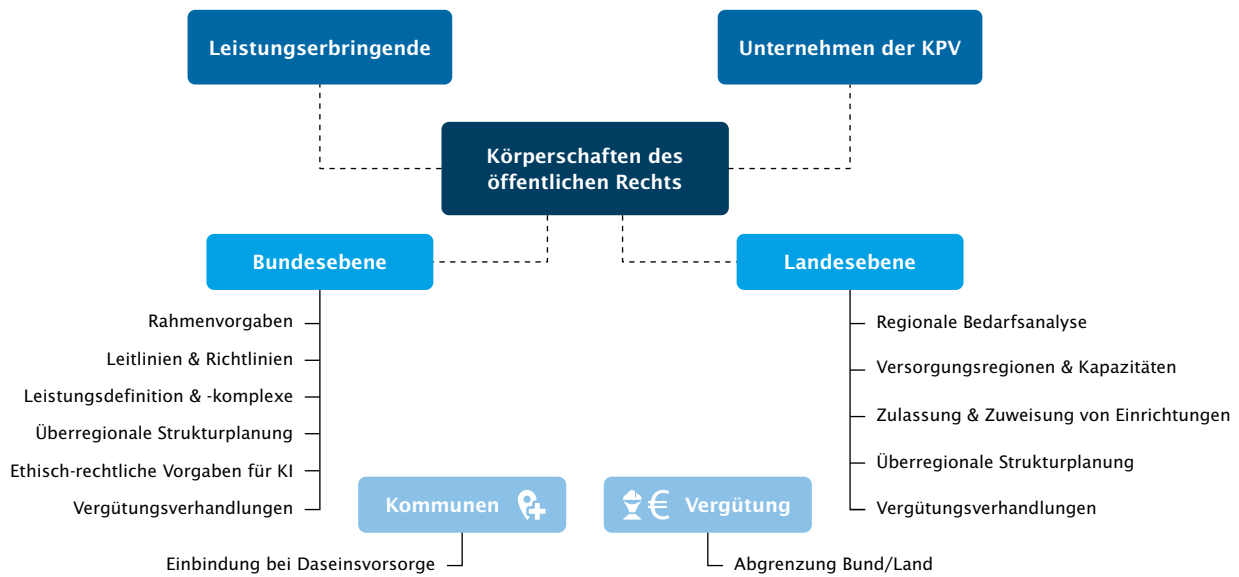 Leistungserbringende
Unternehmen der KPV
Körperschaften des
öffentlichen Rechts
Bundesebene
Rahmenvorgaben
Leitlinien & Richtlinien
Leistungsdefinition & -komplexe
Überregionale Strukturplanung
Ethisch-rechtliche Vorgaben für KI
Vergütungsverhandlungen
Landesebene
Regionale Bedarfsanalyse
Versorgungsregionen & Kapazitäten
Zulassung & Zuweisung von Einrichtungen
Überregionale Strukturplanung
Vergütungsverhandlungen
Kommunen
Einbindung bei Daseinsvorsorge
€ Vergütung
Abgrenzung Bund/Land